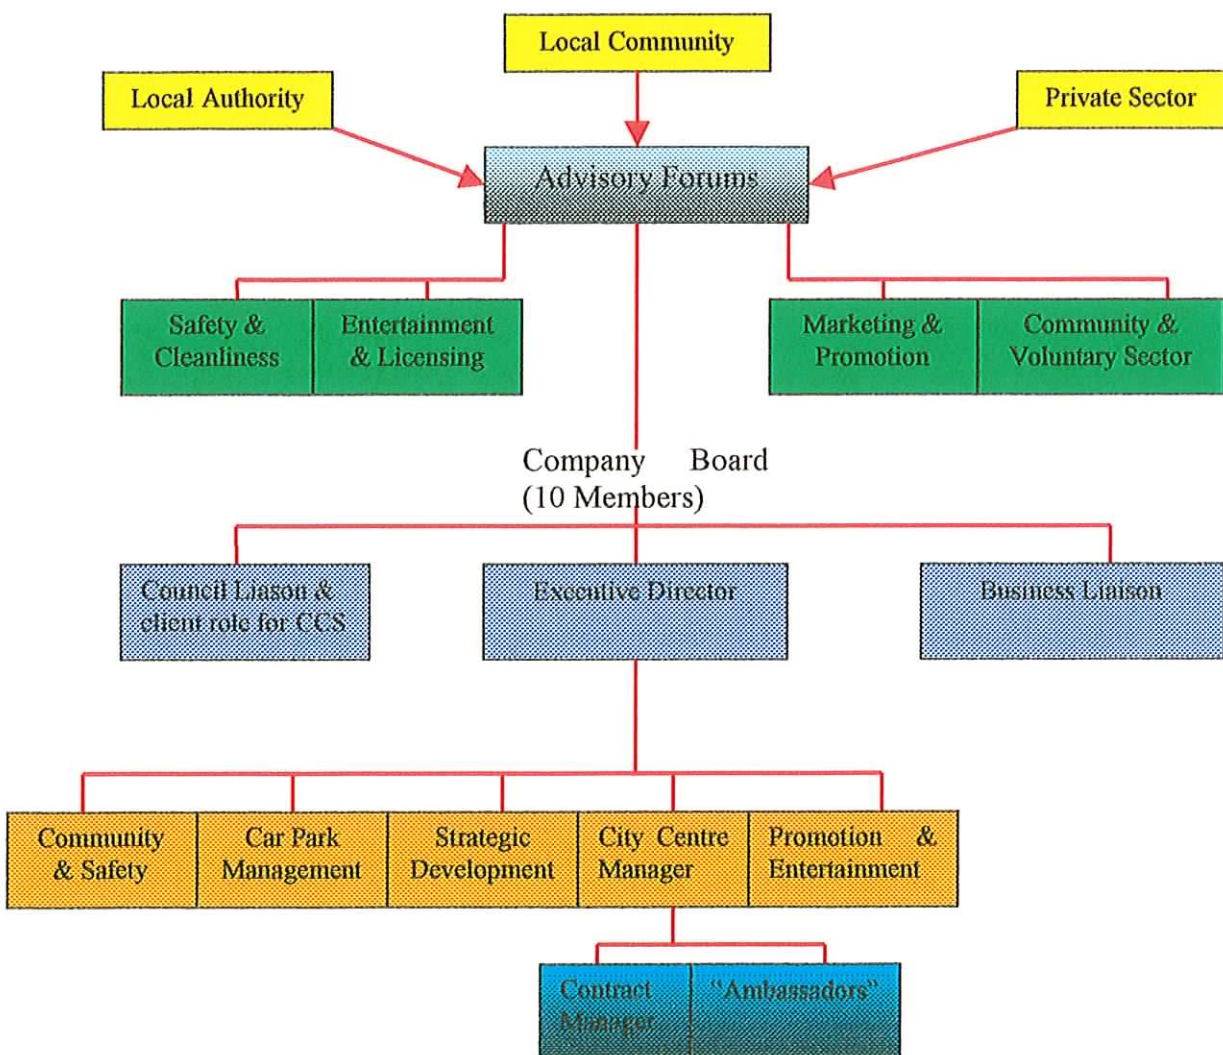 Local Community
Local Authority
Private Sector
Advisory Forums
Safety &
Cleanliness
Entertainment
& Licensing
Marketing &
Promotion
Community &
Voluntary Sector
Company Board
(10 Members)
Council Liason &
client role for CCS
Executive Director
Business Liaison
Community
& Safety
Car Park
Management
Strategic
Development
City Centre
Manager
Promotion &
Entertainment
Contract
Manager
"Ambassadors"